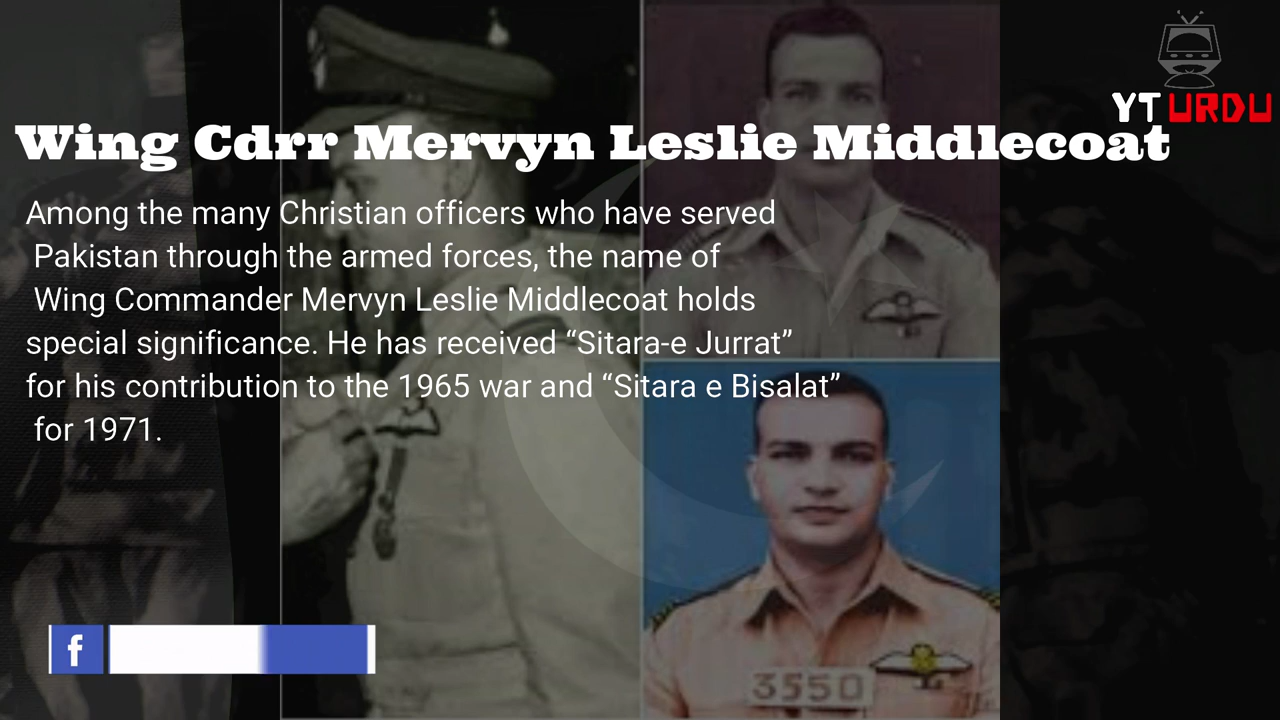 YT URDU
Wing Cdrr Mervyn Leslie Middlecoat
Among the many Christian officers who have served
Pakistan through the armed forces, the name of
Wing Commander Mervyn Leslie Middlecoat holds
special significance. He has received “Sitara-e Jurrat”
for his contribution to the 1965 war and “Sitara e Bisalat”
for 1971.
f
3550